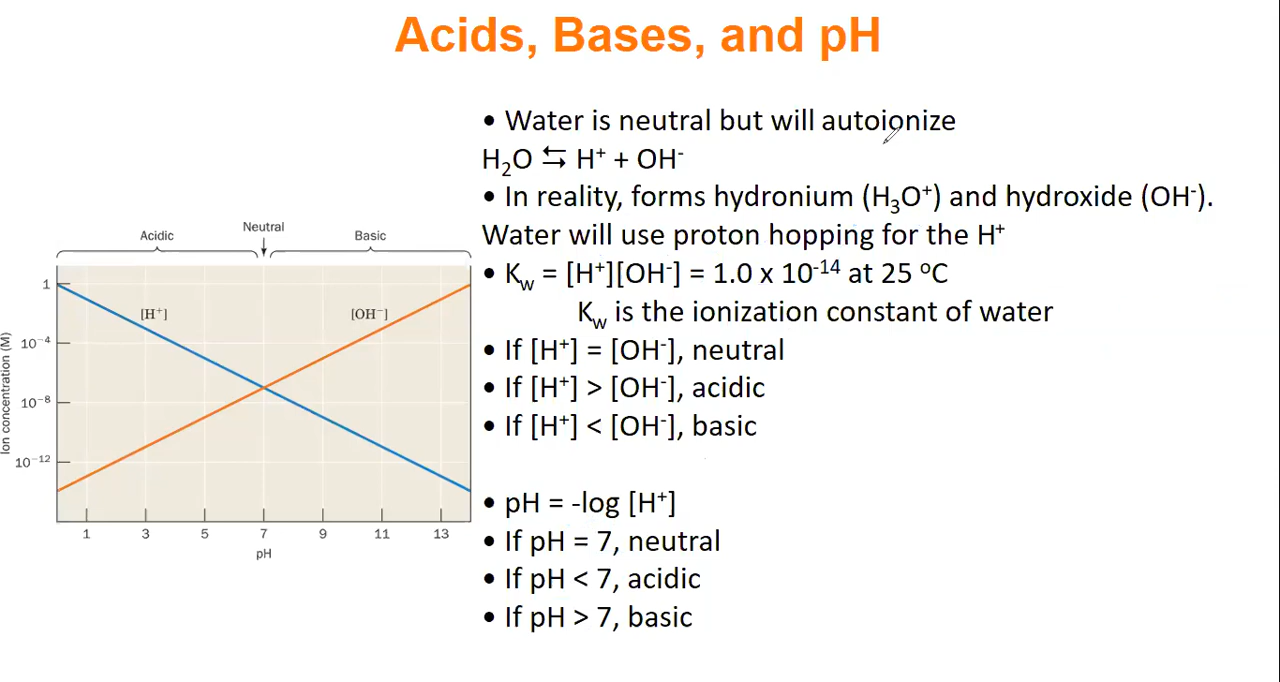 Acids, Bases, and pH
• Water is neutral but will autoionize
H₂O ⇆ H⁺ + OH⁻
• In reality, forms hydronium (H₃O⁺) and hydroxide (OH⁻).
Water will use proton hopping for the H⁺
• Kw = [H⁺][OH⁻] = 1.0 x 10⁻¹⁴ at 25 ºC
Kw is the ionization constant of water
• If [H⁺] = [OH⁻], neutral
• If [H⁺] > [OH⁻], acidic
• If [H⁺] < [OH⁻], basic
• pH = -log [H⁺]
• If pH = 7, neutral
• If pH < 7, acidic
• If pH > 7, basic
Acidic Neutral Basic
[H⁺] [OH⁻]
Ion concentration (M)
1
10⁻⁴
10⁻⁸
10⁻¹²
1 3 5 7 9 11 13
pH